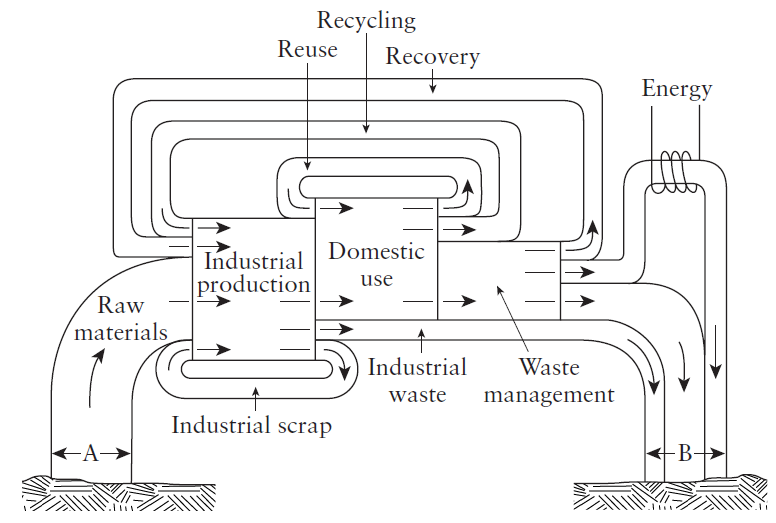 Recycling
Reuse
Recovery
Energy
Industrial
production
Domestic
use
Raw
materials
Industrial
waste
Waste
management
Industrial scrap
A
B